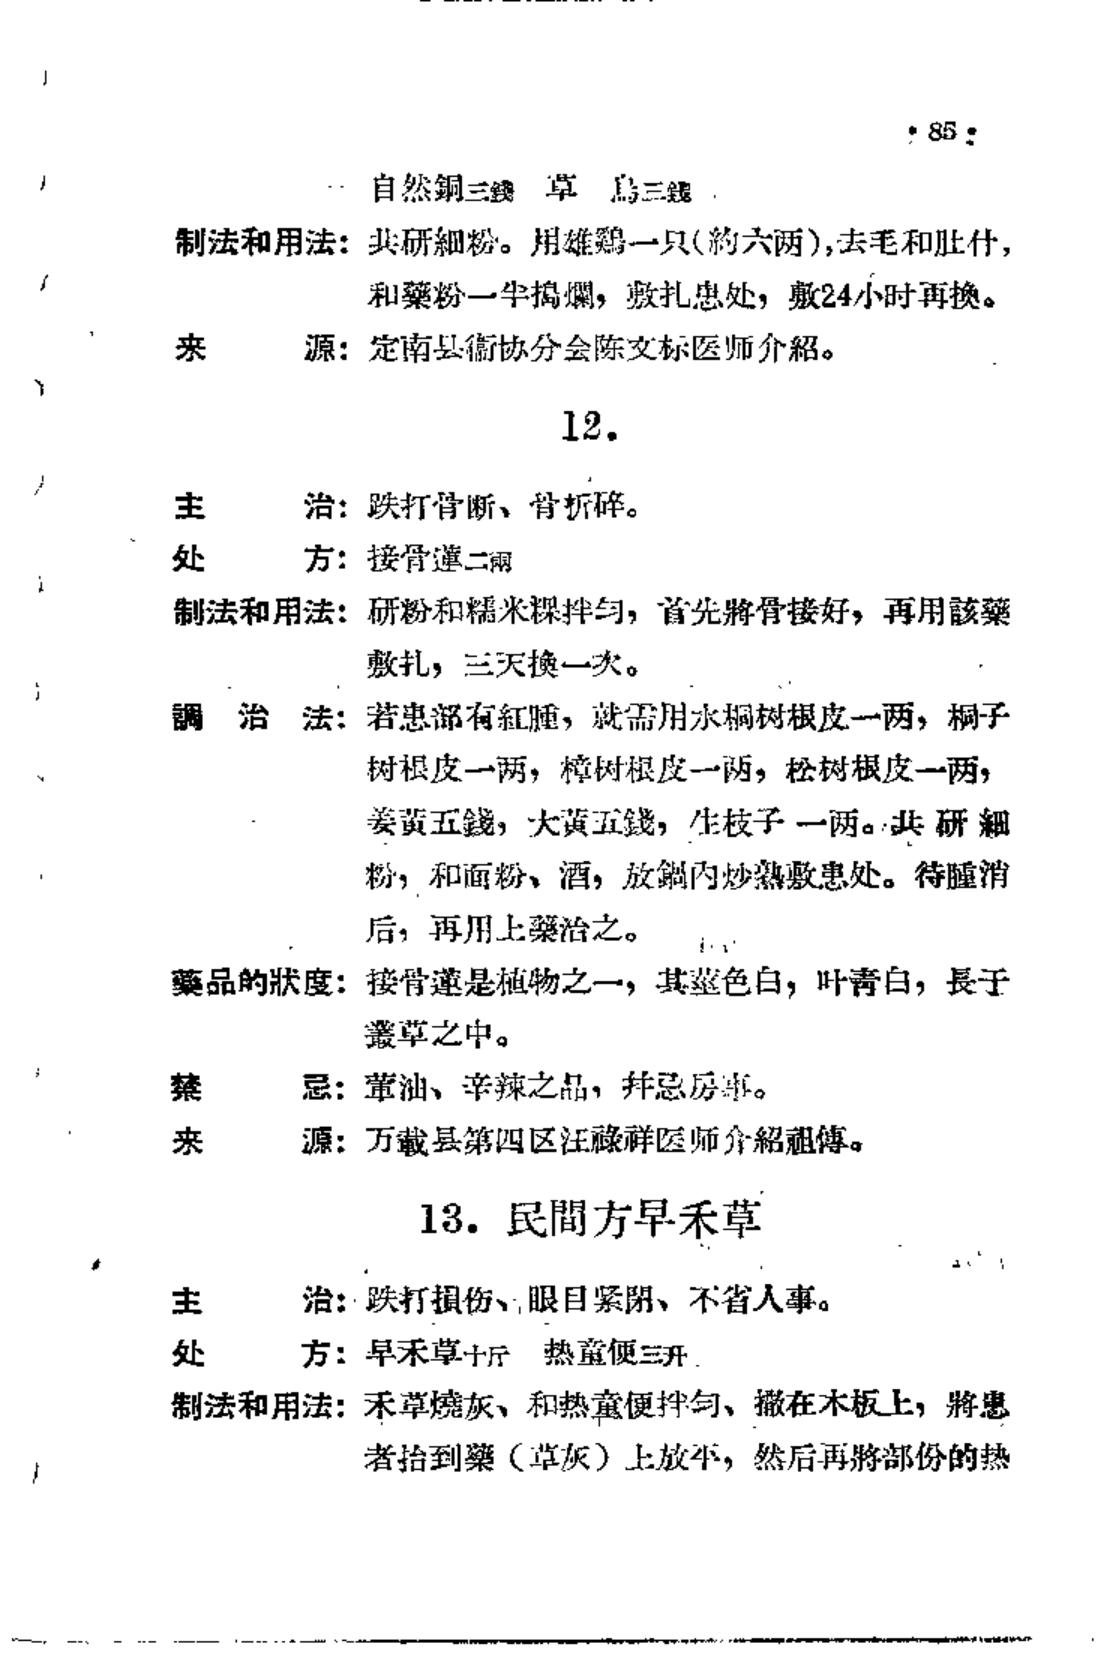 • 85 •
自然銅三錢　草　烏三錢
制法和用法：共研細粉。用雄鷄一只(約六两),去毛和肚什,
和藥粉一半搗爛，敷扎患处，敷24小时再換。
来　　源：定南县衞协分会陈文标医师介紹。
12.
主　　治：跌打骨断、骨折碎。
处　　方：接骨蓮二兩
制法和用法：研粉和糯米粿拌匀，首先將骨接好，再用該藥
敷扎，三天換一次。
調　治　法：若患部有紅腫，就需用水桐树根皮一两，桐子
树根皮一两，樟树根皮一两，松树根皮一两，
姜黄五錢，大黄五錢，生枝子一两。共研細
粉，和面粉、酒，放鍋内炒熟敷患处。待腫消
后，再用上藥治之。
藥品的狀度：接骨蓮是植物之一，其莖色白，叶青白，長于
叢草之中。
禁　　忌：葷油、辛辣之品，幷忌房事。
来　　源：万載县第四区汪祿祥医师介紹祖傳。
13. 民間方早禾草
主　　治：跌打損伤、眼目紧閉、不省人事。
处　　方：早禾草十斤　热童便三升
制法和用法：禾草燒灰、和热童便拌匀、撒在木板上，將患
者抬到藥（草灰）上放平，然后再將部份的热